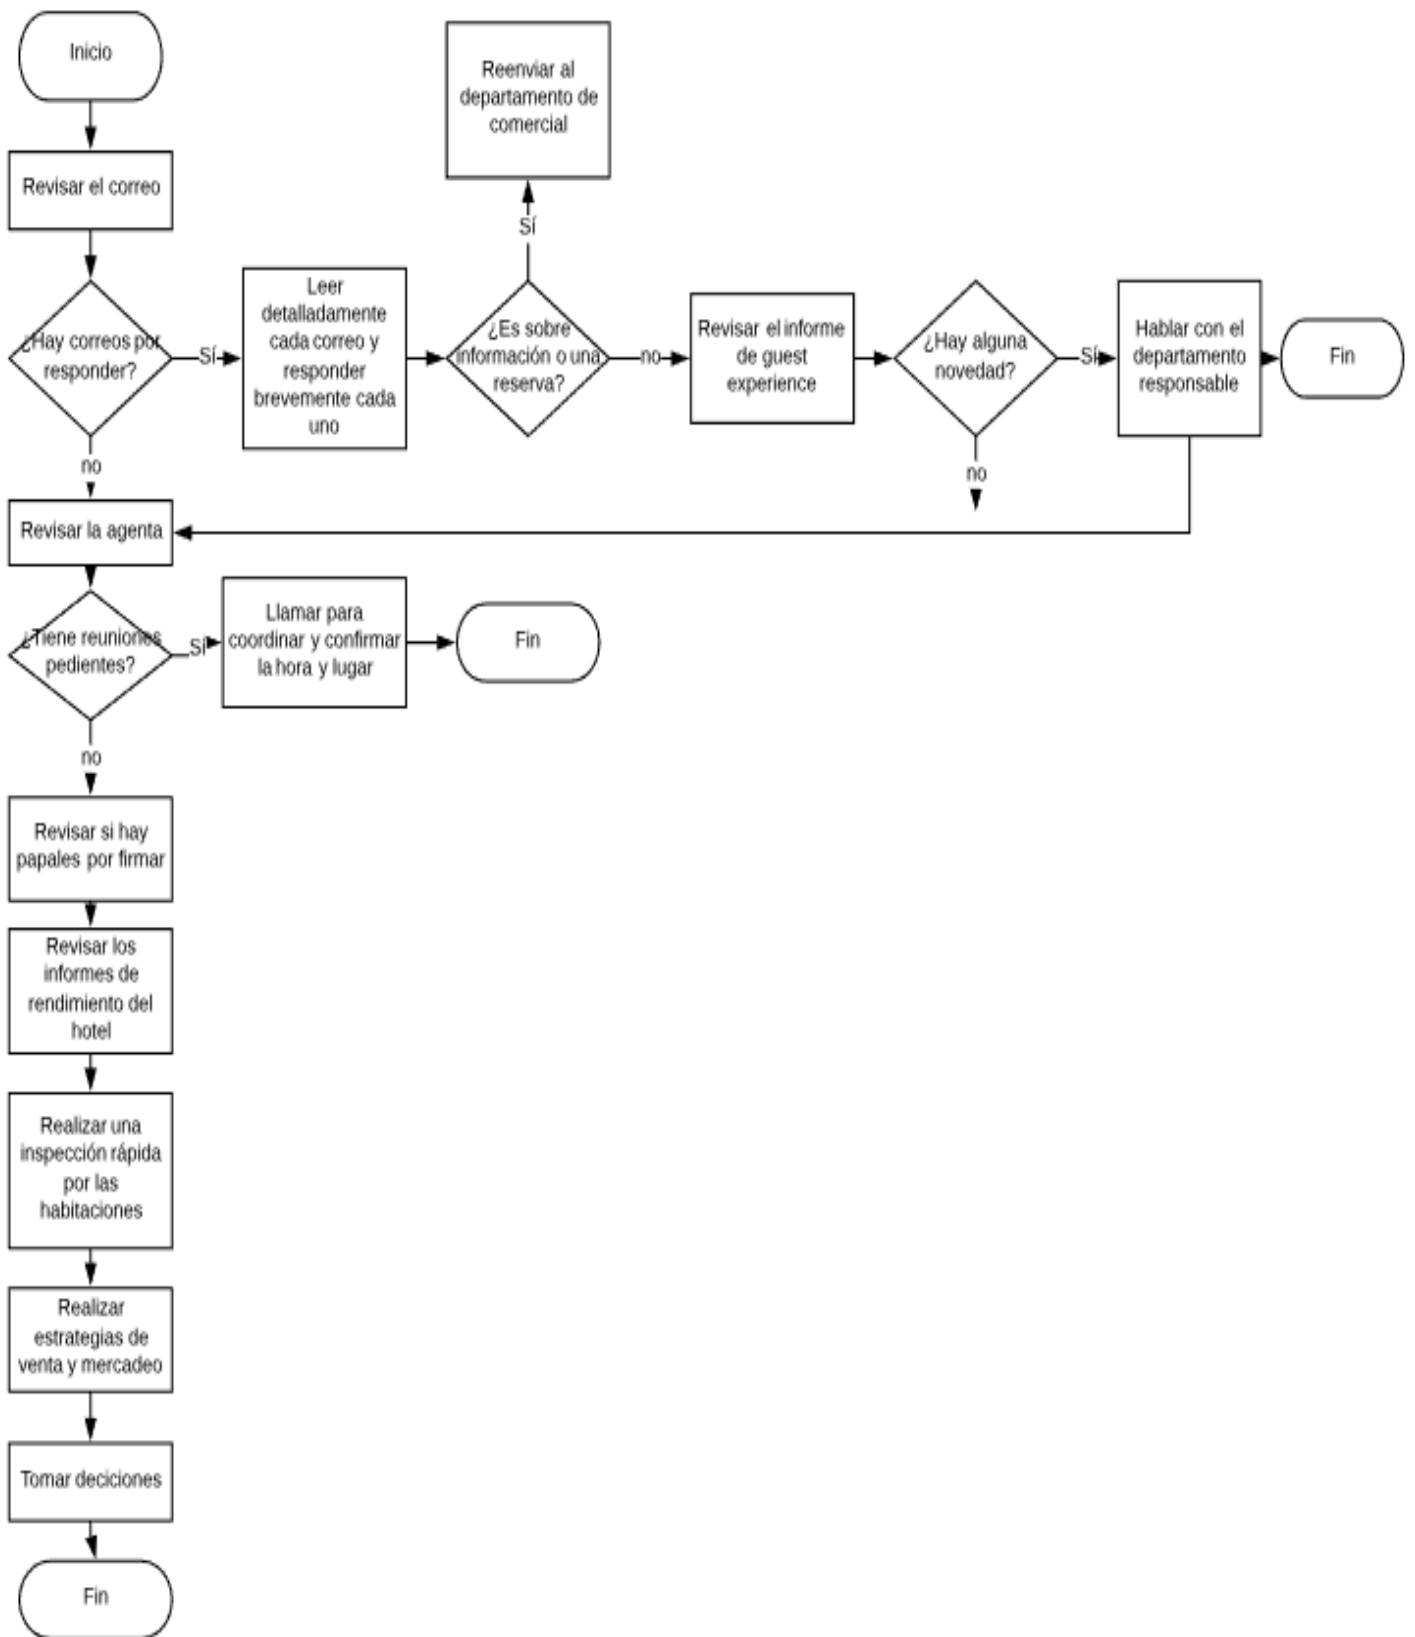 Inicio
Revisar el correo
¿Hay correos por
responder?
Sí
Leer
detalladamente
cada correo y
responder
brevemente cada
uno
¿Es sobre
información o una
reserva?
Sí
Reenviar al
departamento de
comercial
no
Revisar el informe
de guest
experience
¿Hay alguna
novedad?
Sí
Hablar con el
departamento
responsable
Fin
no
no
Revisar la agenta
¿Tiene reuniones
pedientes?
Sí
Llamar para
coordinar y confirmar
la hora y lugar
Fin
no
Revisar si hay
papales por firmar
Revisar los
informes de
rendimiento del
hotel
Realizar una
inspección rápida
por las
habitaciones
Realizar
estrategias de
venta y mercadeo
Tomar deciciones
Fin